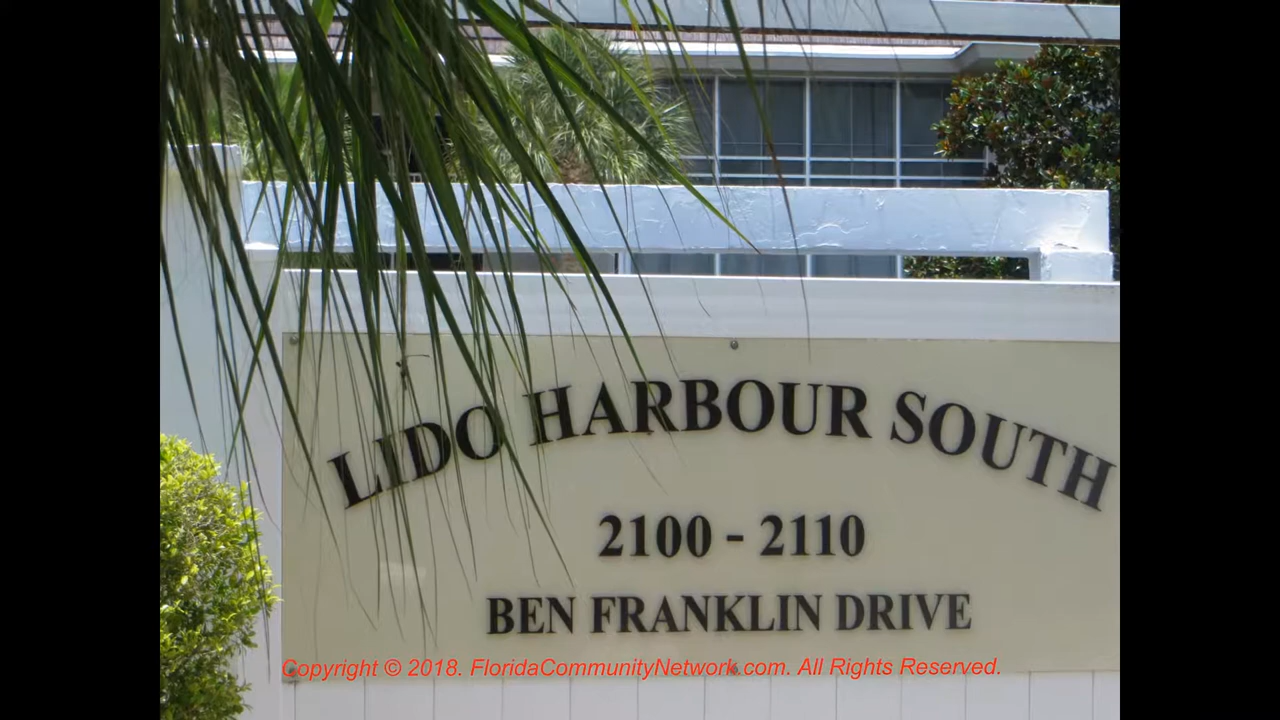 LIDO HARBOUR SOUTH
2100 - 2110
BEN FRANKLIN DRIVE
Copyright © 2018. FloridaCommunityNetwork.com. All Rights Reserved.